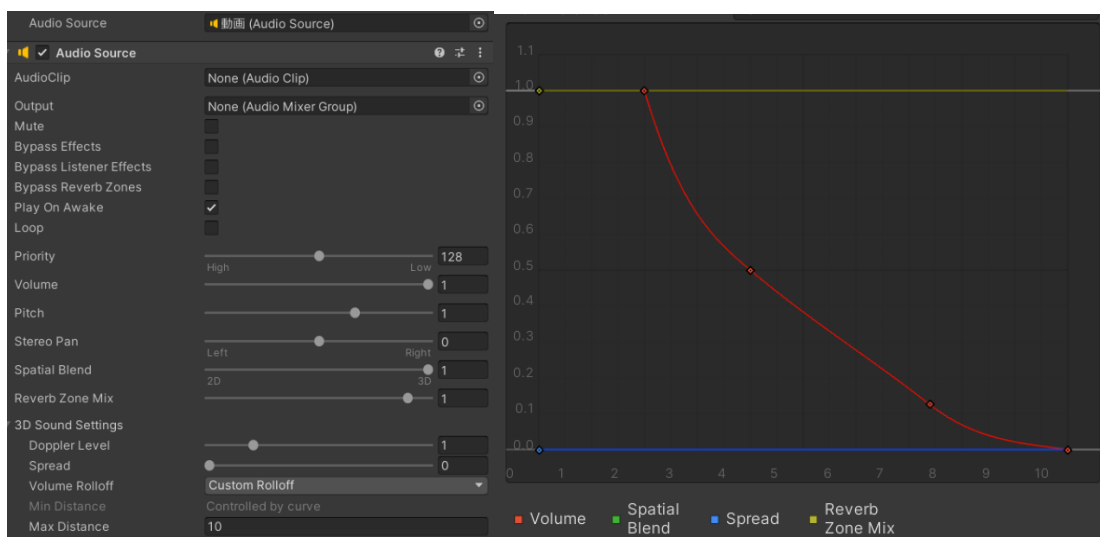 Audio Source 動画 (Audio Source)
Audio Source
AudioClip None (Audio Clip)
Output None (Audio Mixer Group)
Mute
Bypass Effects
Bypass Listener Effects
Bypass Reverb Zones
Play On Awake
Loop
Priority 128
High Low
Volume 1
Pitch 1
Stereo Pan 0
Left Right
Spatial Blend 1
2D 3D
Reverb Zone Mix 1
3D Sound Settings
Doppler Level 1
Spread 0
Volume Rolloff Custom Rolloff
Min Distance Controlled by curve
Max Distance 10
1.1
1.0
0.9
0.8
0.7
0.6
0.5
0.4
0.3
0.2
0.1
0.0
0 1 2 3 4 5 6 7 8 9 10
Volume Spatial Blend Spread Reverb Zone Mix